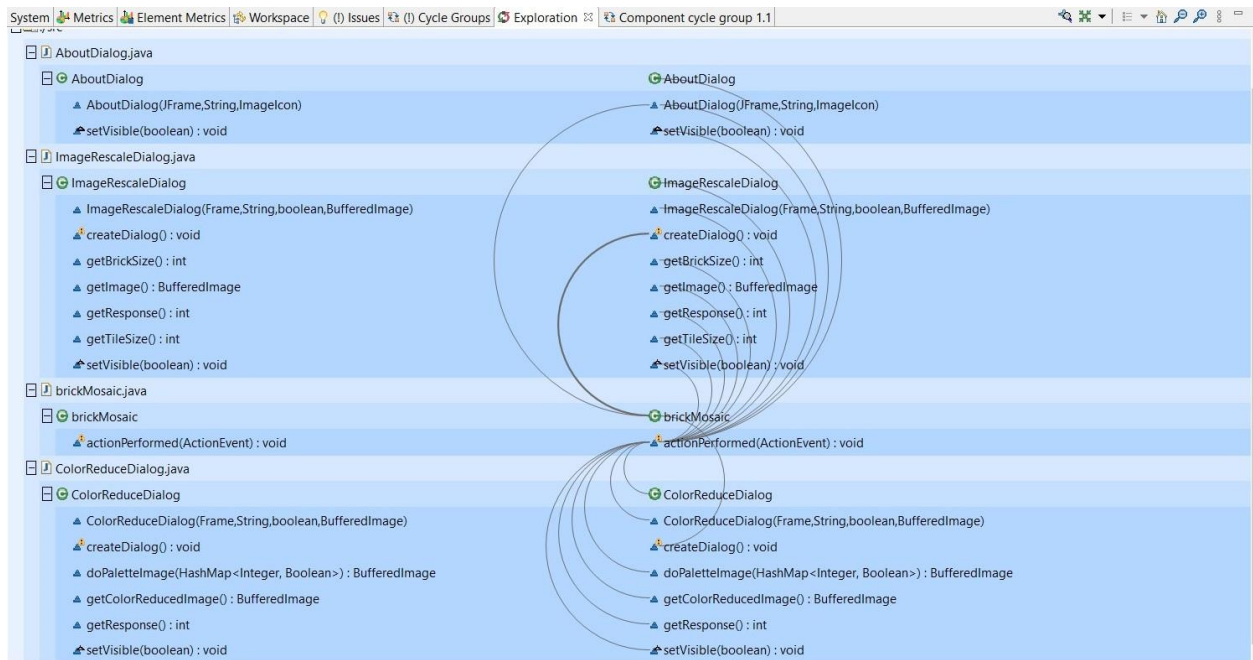 System Metrics Element Metrics Workspace (!) Issues (!) Cycle Groups Exploration Component cycle group 1.1
AboutDialog.java
AboutDialog AboutDialog
AboutDialog(JFrame,String,ImageIcon) AboutDialog(JFrame,String,ImageIcon)
setVisible(boolean) : void setVisible(boolean) : void
ImageRescaleDialog.java
ImageRescaleDialog ImageRescaleDialog
ImageRescaleDialog(Frame,String,boolean,BufferedImage) ImageRescaleDialog(Frame,String,boolean,BufferedImage)
createDialog() : void createDialog() : void
getBrickSize() : int getBrickSize() : int
getImage() : BufferedImage getImage() : BufferedImage
getResponse() : int getResponse() : int
getTileSize() : int getTileSize() : int
setVisible(boolean) : void setVisible(boolean) : void
brickMosaic.java
brickMosaic brickMosaic
actionPerformed(ActionEvent) : void actionPerformed(ActionEvent) : void
ColorReduceDialog.java
ColorReduceDialog ColorReduceDialog
ColorReduceDialog(Frame,String,boolean,BufferedImage) ColorReduceDialog(Frame,String,boolean,BufferedImage)
createDialog() : void createDialog() : void
doPaletteImage(HashMap<Integer, Boolean>) : BufferedImage doPaletteImage(HashMap<Integer, Boolean>) : BufferedImage
getColorReducedImage() : BufferedImage getColorReducedImage() : BufferedImage
getResponse() : int getResponse() : int
setVisible(boolean) : void setVisible(boolean) : void